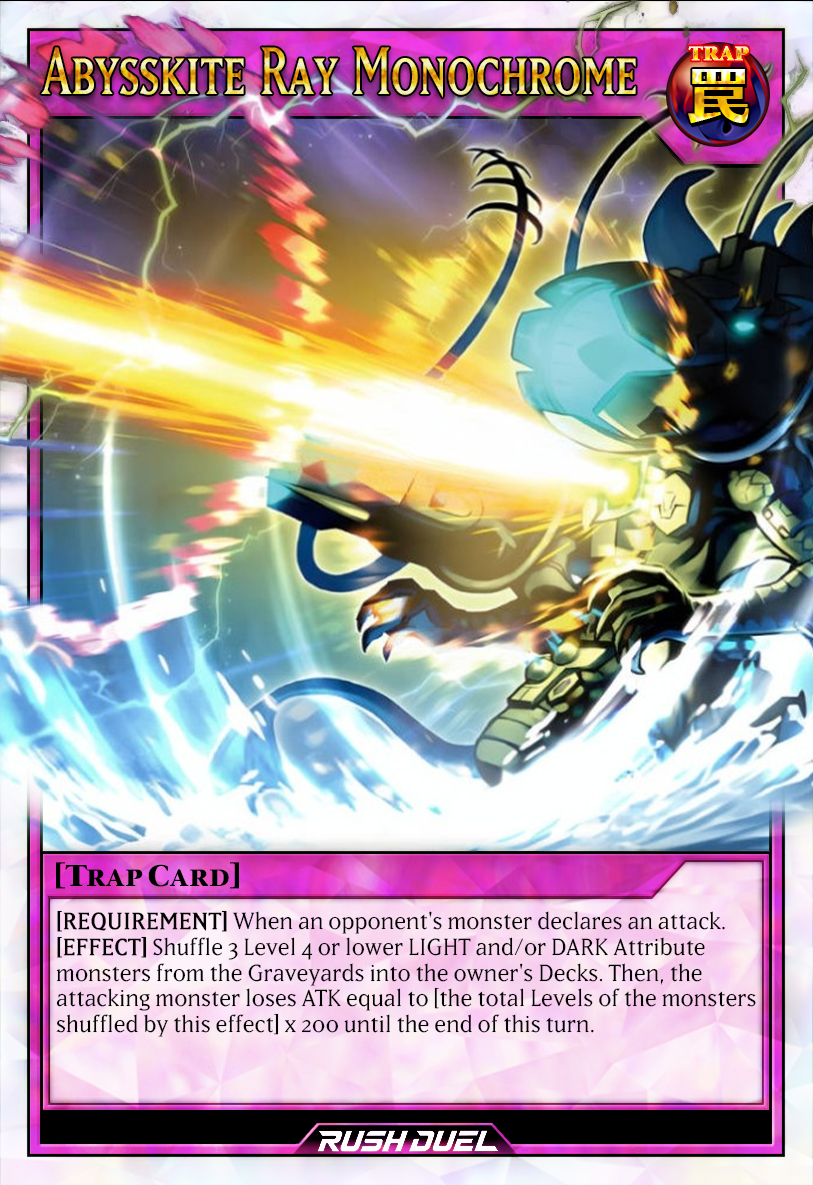 Abysskite Ray Monochrome
TRAP
罠
[Trap Card]
[REQUIREMENT] When an opponent's monster declares an attack.
[EFFECT] Shuffle 3 Level 4 or lower LIGHT and/or DARK Attribute
monsters from the Graveyards into the owner's Decks. Then, the
attacking monster loses ATK equal to [the total Levels of the monsters
shuffled by this effect] x 200 until the end of this turn.
RUSH DUEL